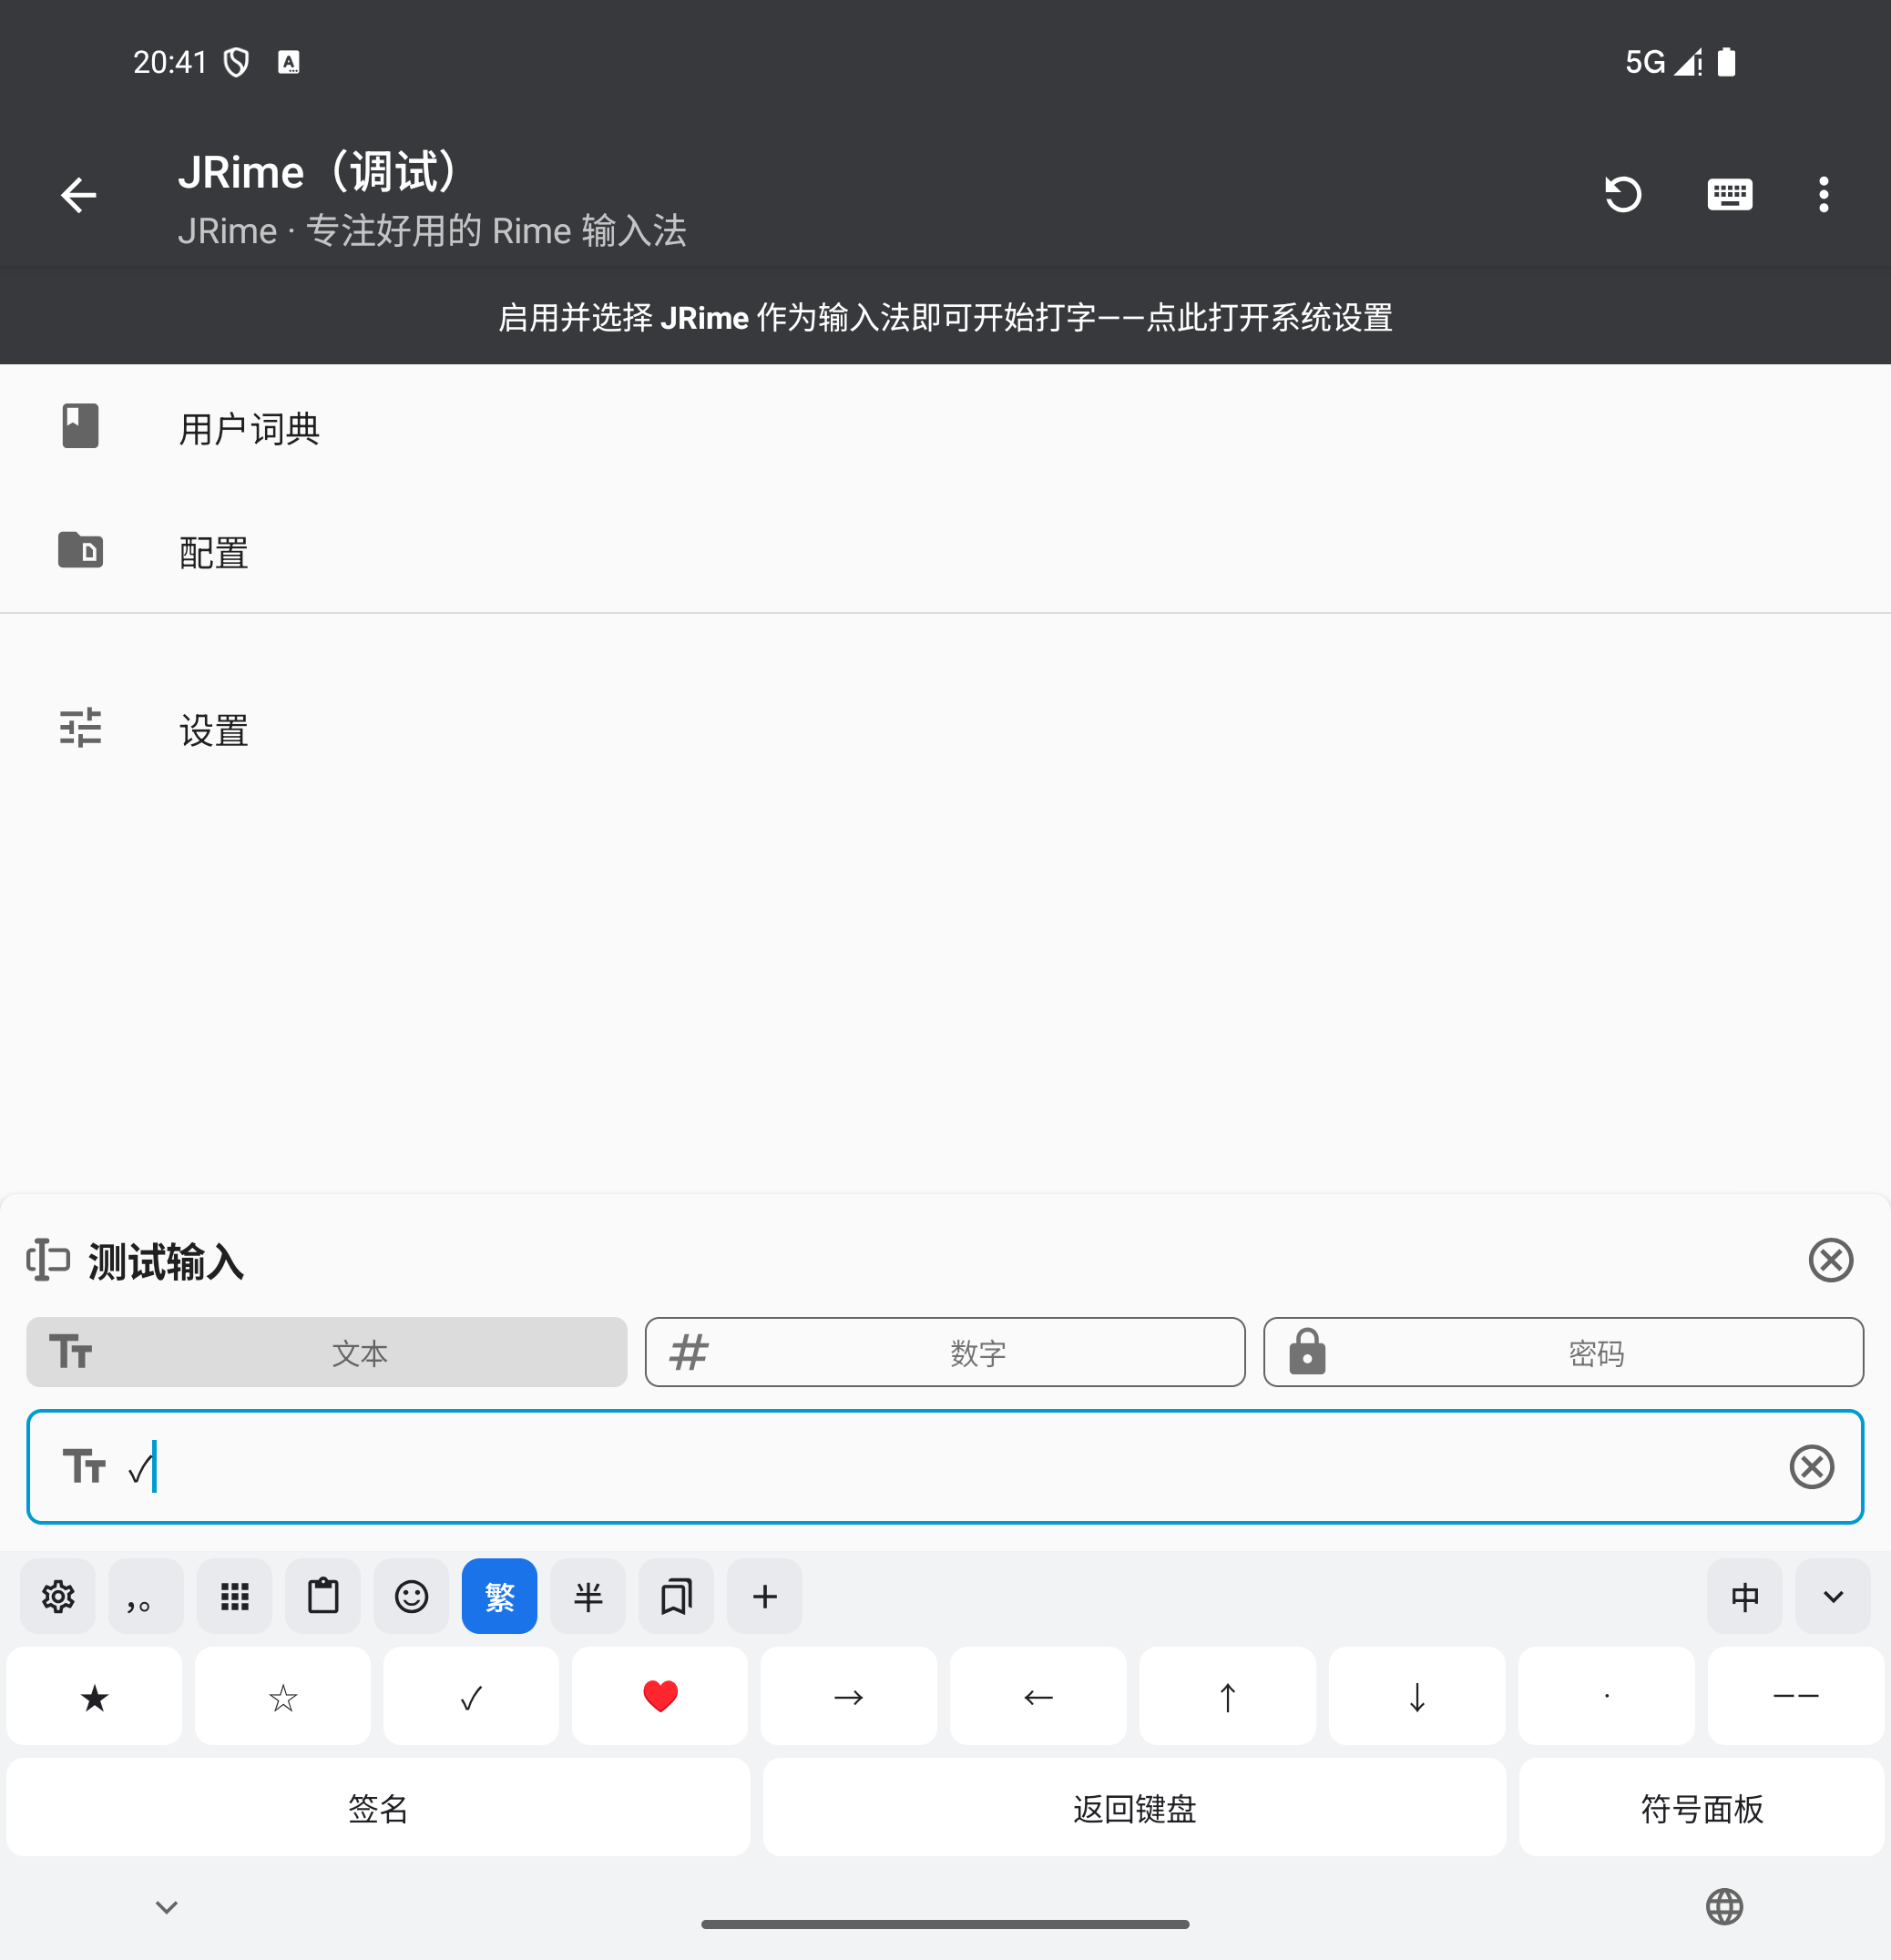 20:41
5G
JRime（调试）
JRime · 专注好用的 Rime 输入法
启用并选择 JRime 作为输入法即可开始打字——点此打开系统设置
用户词典
配置
设置
测试输入
文本 数字 密码
✓
，。 繁 半 + 中
★ ☆ ✓ ❤ → ← ↑ ↓ · ——
签名 返回键盘 符号面板